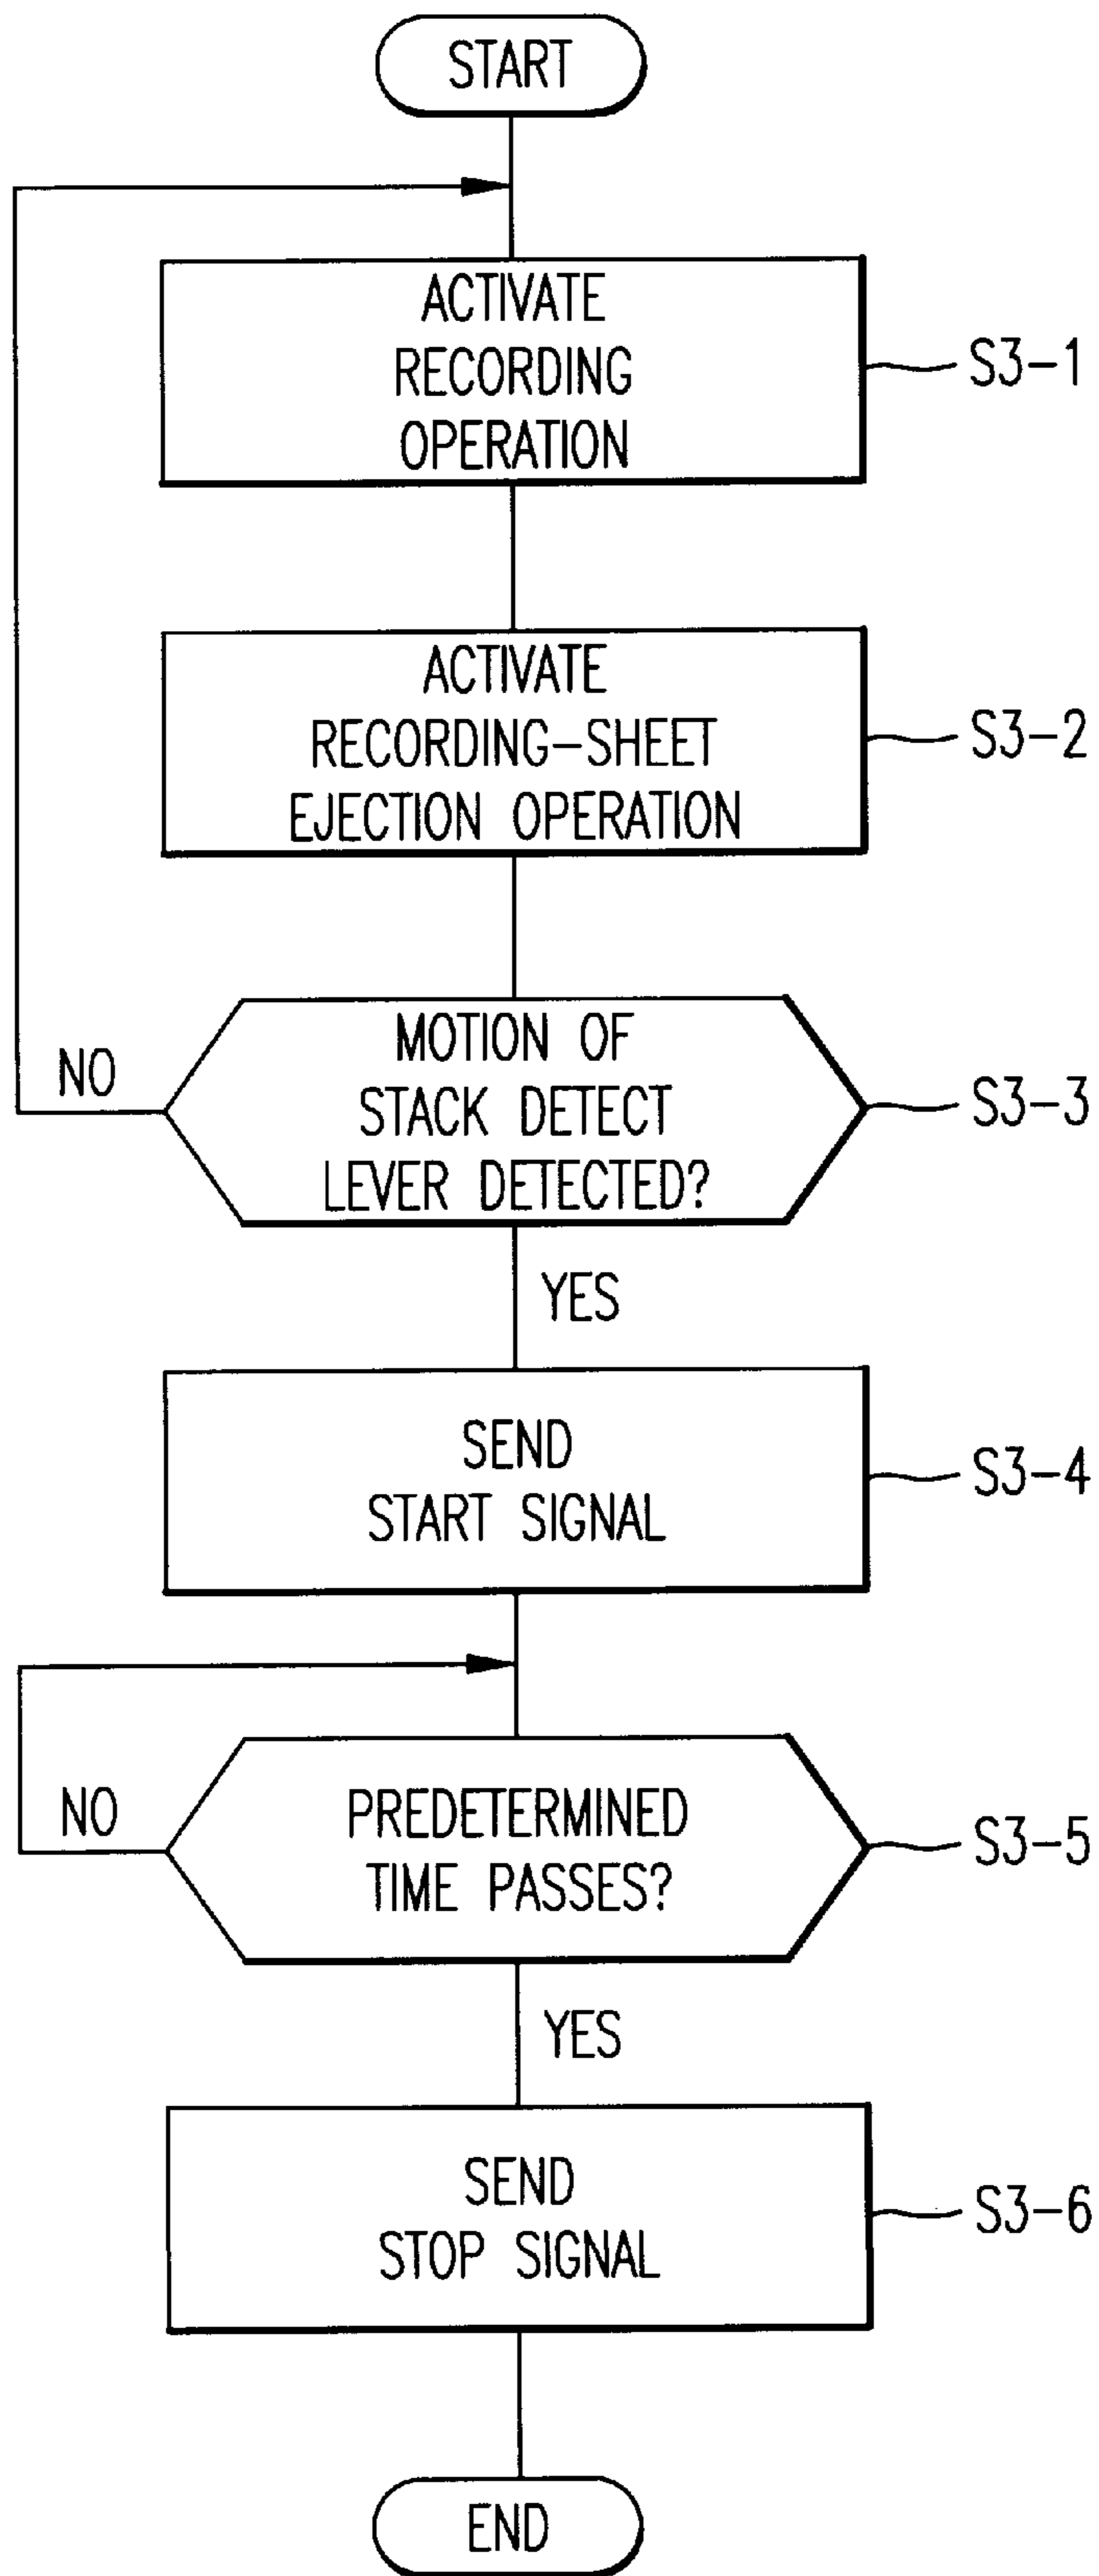 START
ACTIVATE
RECORDING
OPERATION
S3-1
ACTIVATE
RECORDING-SHEET
EJECTION OPERATION
S3-2
MOTION OF
STACK DETECT
LEVER DETECTED?
S3-3
NO
YES
SEND
START SIGNAL
S3-4
PREDETERMINED
TIME PASSES?
S3-5
NO
YES
SEND
STOP SIGNAL
S3-6
END